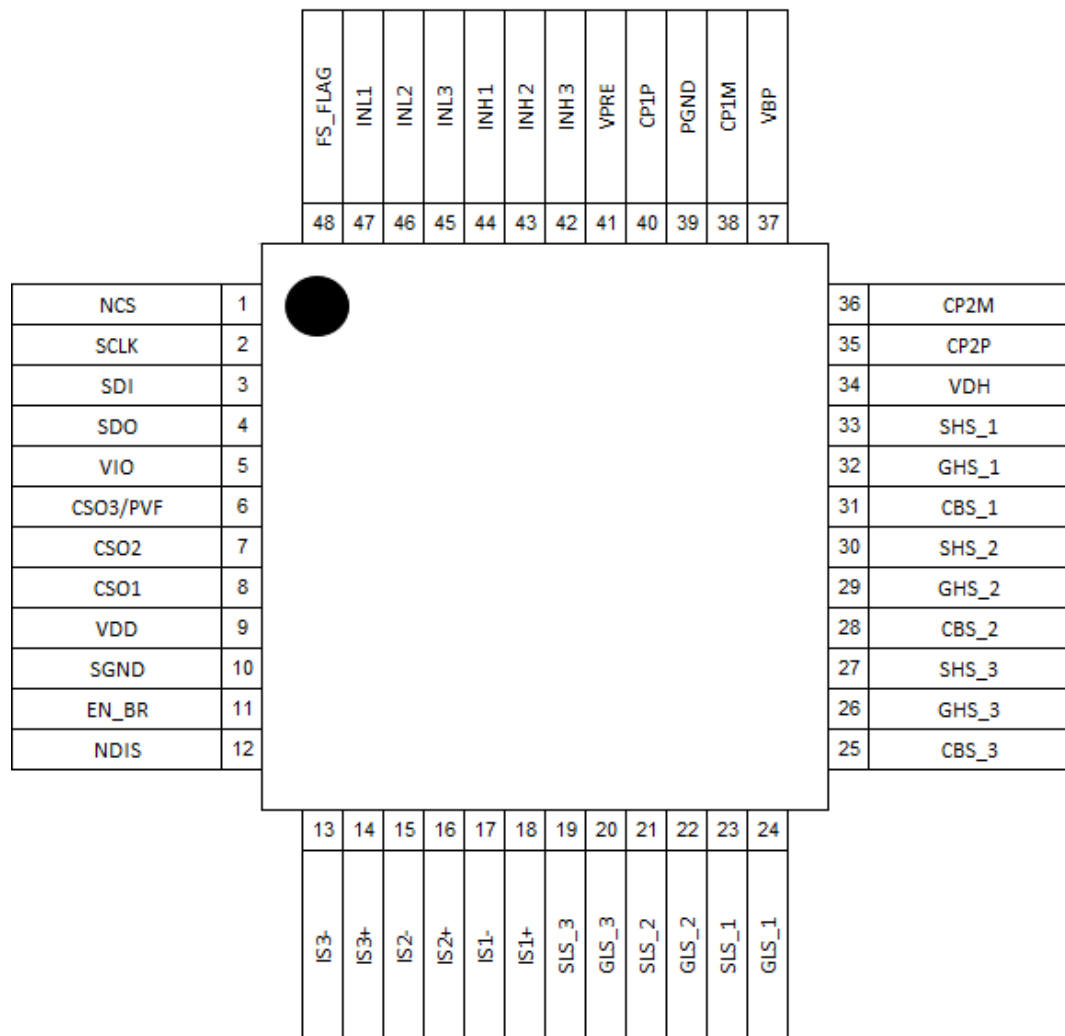 FS_FLAG INL1 INL2 INL3 INH1 INH2 INH3 VPRE CP1P PGND CP1M VBP
48 47 46 45 44 43 42 41 40 39 38 37
NCS 1 36 CP2M
SCLK 2 35 CP2P
SDI 3 34 VDH
SDO 4 33 SHS_1
VIO 5 32 GHS_1
CSO3/PVF 6 31 CBS_1
CSO2 7 30 SHS_2
CSO1 8 29 GHS_2
VDD 9 28 CBS_2
SGND 10 27 SHS_3
EN_BR 11 26 GHS_3
NDIS 12 25 CBS_3
13 14 15 16 17 18 19 20 21 22 23 24
IS3- IS3+ IS2- IS2+ IS1- IS1+ SLS_3 GLS_3 SLS_2 GLS_2 SLS_1 GLS_1